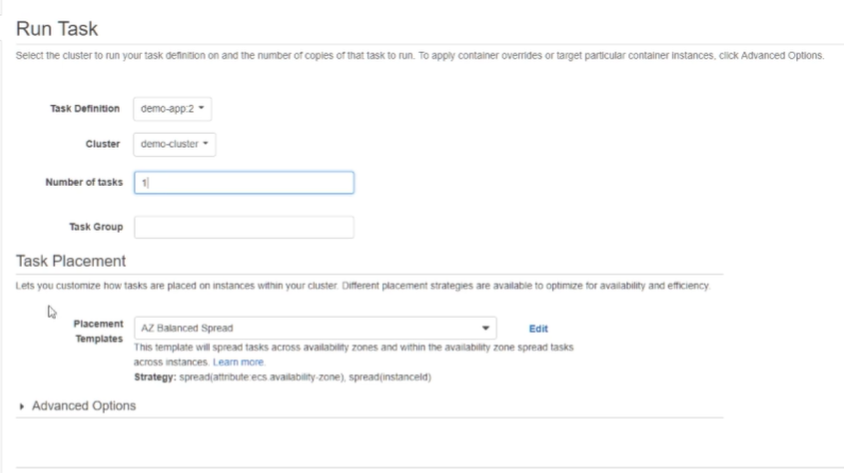 Run Task
Select the cluster to run your task definition on and the number of copies of that task to run. To apply container overrides or target particular container instances, click Advanced Options.
Task Definition demo-app:2
Cluster demo-cluster
Number of tasks 1
Task Group
Task Placement
Lets you customize how tasks are placed on instances within your cluster. Different placement strategies are available to optimize for availability and efficiency.
Placement Templates AZ Balanced Spread Edit
This template will spread tasks across availability zones and within the availability zone spread tasks
across instances. Learn more.
Strategy: spread(attribute:ecs.availability-zone), spread(instanceId)
Advanced Options